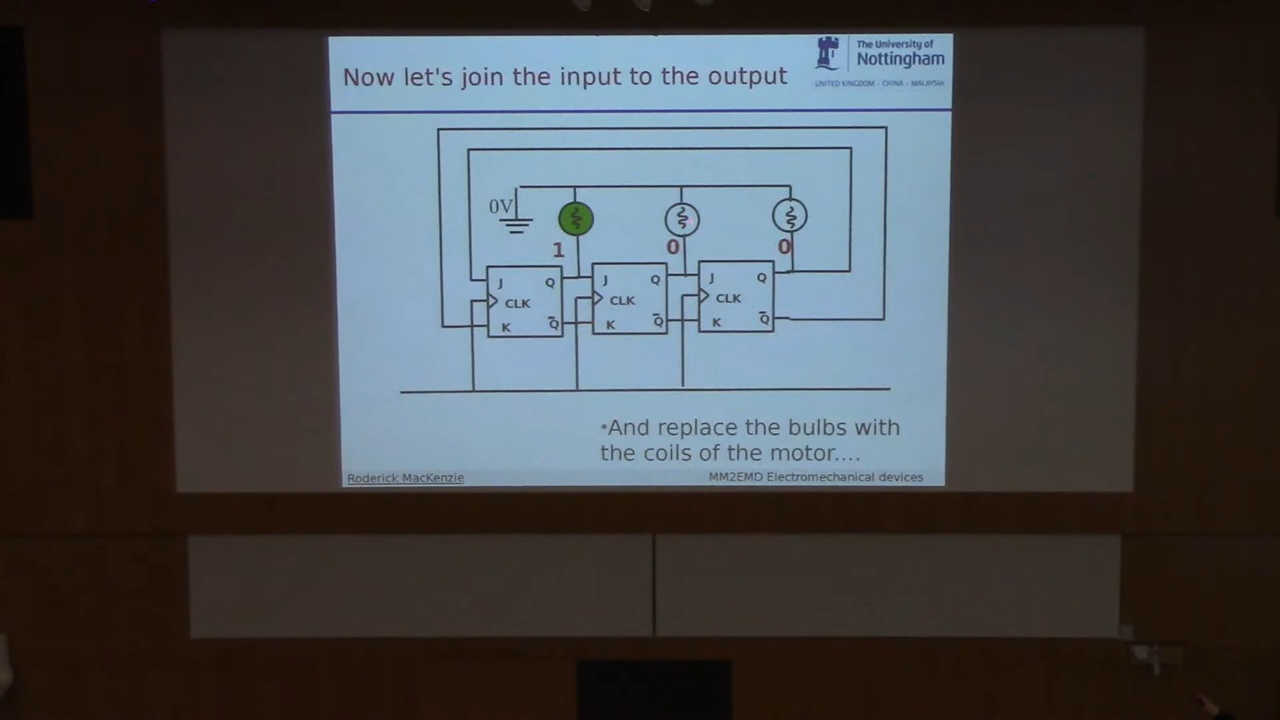 Now let's join the input to the output
The University of
Nottingham
UNITED KINGDOM · CHINA · MALAYSIA
0V
1
0
0
J
Q
CLK
K
Q̅
J
Q
CLK
K
Q̅
J
Q
CLK
K
Q̅
•And replace the bulbs with
the coils of the motor....
Roderick MacKenzie
MM2EMD Electromechanical devices